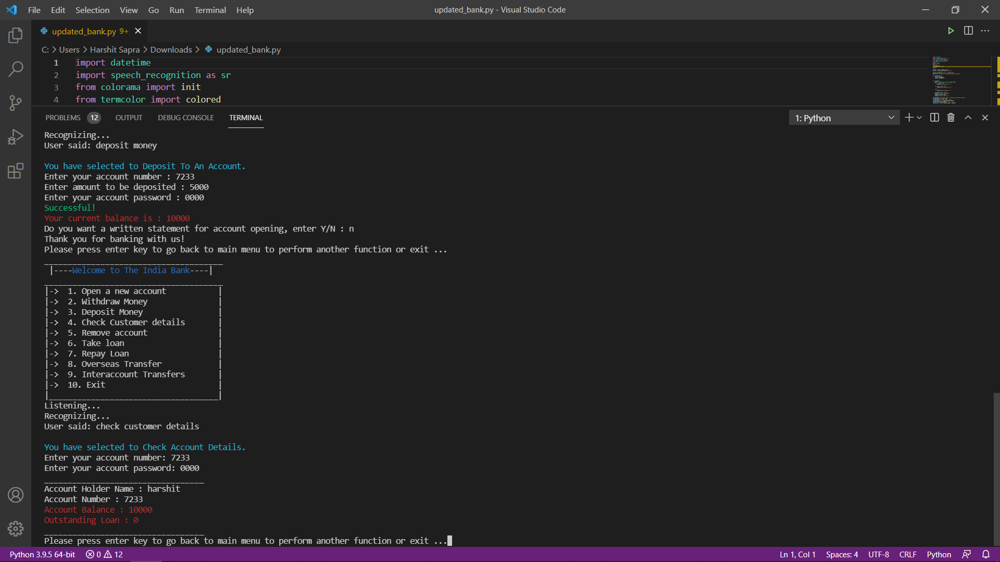 File Edit Selection View Go Run Terminal Help updated_bank.py - Visual Studio Code
updated_bank.py 9+
C: > Users > Harshit Sapra > Downloads > updated_bank.py
1 import datetime
2 import speech_recognition as sr
3 from colorama import init
4 from termcolor import colored
PROBLEMS 12 OUTPUT DEBUG CONSOLE TERMINAL 1: Python
Recognizing...
User said: deposit money
You have selected to Deposit To An Account.
Enter your account number : 7233
Enter amount to be deposited : 5000
Enter your account password : 0000
Successful!
Your current balance is : 10000
Do you want a written statement for account opening, enter Y/N : n
Thank you for banking with us!
Please press enter key to go back to main menu to perform another function or exit ...
______________________________________
|----Welcome to The India Bank----|
______________________________________
|-> 1. Open a new account |
|-> 2. Withdraw Money |
|-> 3. Deposit Money |
|-> 4. Check Customer details |
|-> 5. Remove account |
|-> 6. Take loan |
|-> 7. Repay Loan |
|-> 8. Overseas Transfer |
|-> 9. Interaccount Transfers |
|-> 10. Exit |
|____________________________________|
Listening...
Recognizing...
User said: check customer details
You have selected to Check Account Details.
Enter your account number: 7233
Enter your account password: 0000
__________________________________
Account Holder Name : harshit
Account Number : 7233
Account Balance : 10000
Outstanding Loan : 0
__________________________________
Please press enter key to go back to main menu to perform another function or exit ...
Python 3.9.5 64-bit 0 12 Ln 1, Col 1 Spaces: 4 UTF-8 CRLF Python